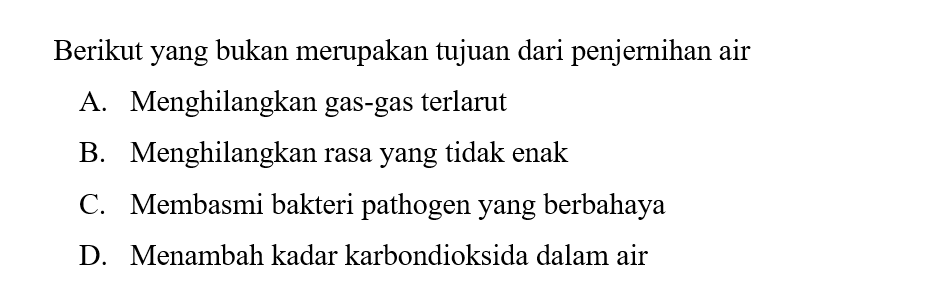 Berikut yang bukan merupakan tujuan dari penjernihan air
A. Menghilangkan gas-gas terlarut
B. Menghilangkan rasa yang tidak enak
C. Membasmi bakteri pathogen yang berbahaya
D. Menambah kadar karbondioksida dalam air